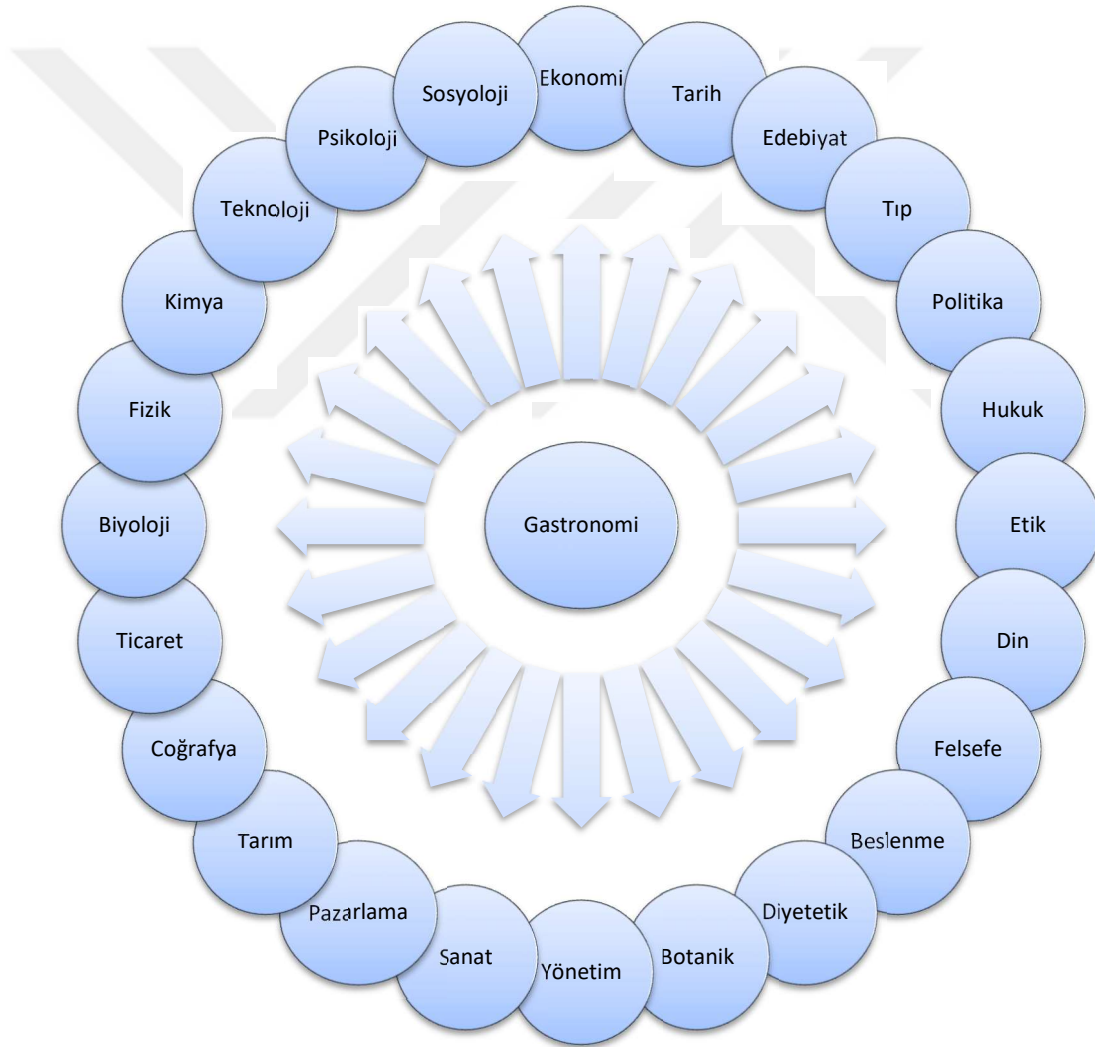 Ekonomi
Tarih
Edebiyat
Tıp
Politika
Hukuk
Etik
Din
Felsefe
Beslenme
Diyetetik
Botanik
Yönetim
Sanat
Pazarlama
Tarım
Coğrafya
Ticaret
Biyoloji
Fizik
Kimya
Teknoloji
Psikoloji
Sosyoloji
Gastronomi